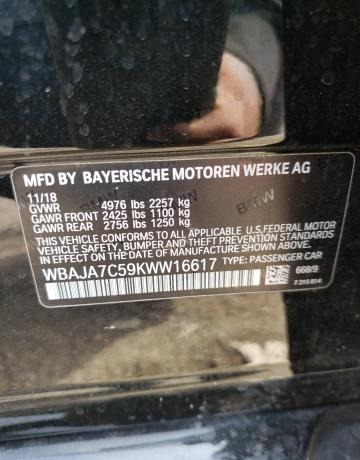 MFD BY BAYERISCHE MOTOREN WERKE AG
11/18
GVWR 4976 lbs 2257 kg
GAWR FRONT 2425 lbs 1100 kg
GAWR REAR 2756 lbs 1250 kg
THIS VEHICLE CONFORMS TO ALL APPLICABLE U.S.FEDERAL MOTOR
VEHICLE SAFETY, BUMPER AND THEFT PREVENTION STANDARDS
IN EFFECT ON THE DATE OF MANUFACTURE SHOWN ABOVE.
WBAJA7C59KWW16617 TYPE: PASSENGER CAR
668/9
7 315 814